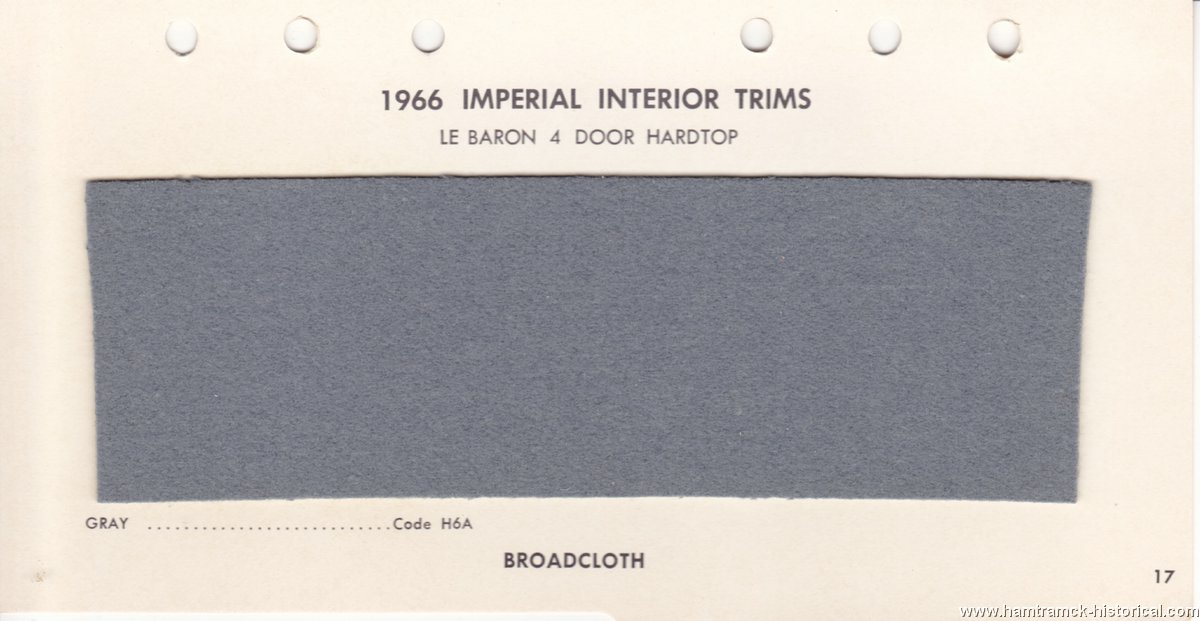 1966 IMPERIAL INTERIOR TRIMS
LE BARON 4 DOOR HARDTOP
GRAY ...........................Code H6A
BROADCLOTH
17
www.hamtramck-historical.com